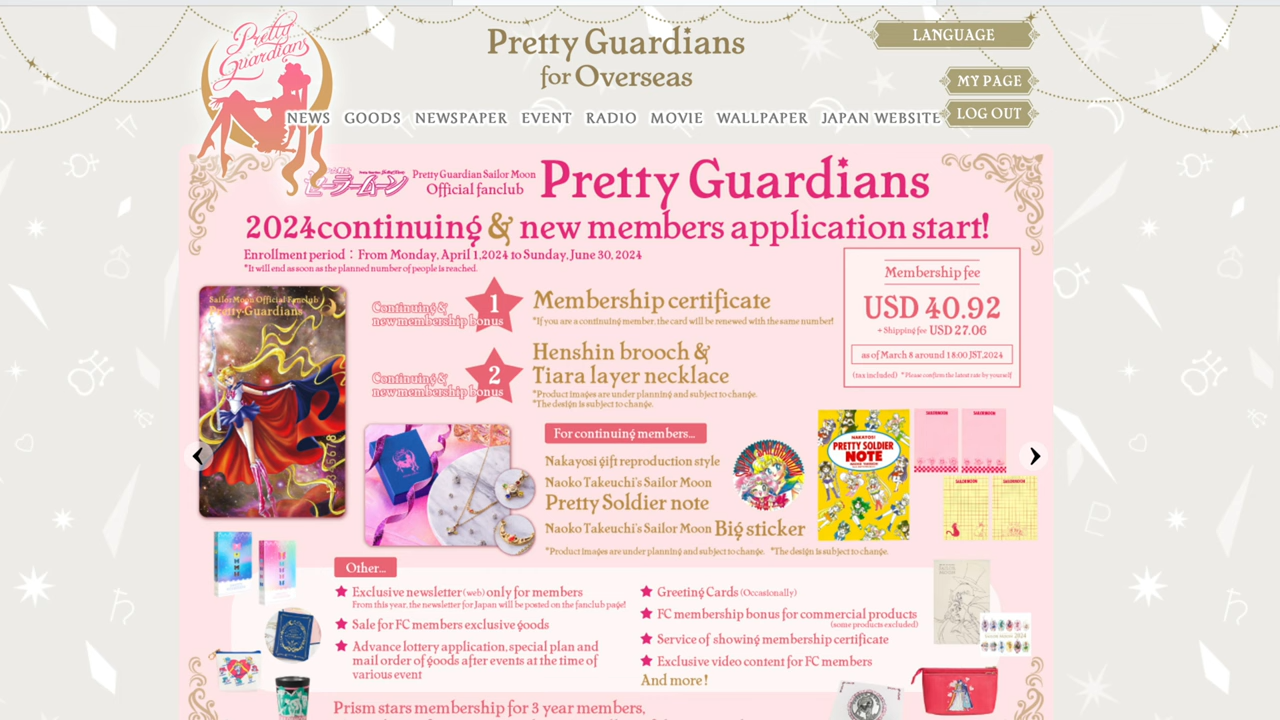 Pretty
Guardians
Pretty Guardians
for Overseas
LANGUAGE
MY PAGE
LOG OUT
NEWS GOODS NEWSPAPER EVENT RADIO MOVIE WALLPAPER JAPAN WEBSITE
セーラームーン
Pretty Guardian Sailor Moon
Official fanclub
Pretty Guardians
2024continuing & new members application start!
Enrollment period：From Monday, April 1,2024 to Sunday, June 30, 2024
*It will end as soon as the planned number of people is reached.
Membership fee
USD 40.92
+ Shipping fee USD 27.06
as of March 8 around 18:00 JST,2024
(tax included) *Please confirm the latest rate by yourself
SailorMoon Official Fanclub
Pretty Guardians
Continuing &
new membership bonus
1
Membership certificate
*If you are a continuing member, the card will be renewed with the same number!
Continuing &
new membership bonus
2
Henshin brooch &
Tiara layer necklace
*Product images are under planning and subject to change.
*The design is subject to change.
For continuing members...
Nakayosi gift reproduction style
Naoko Takeuchi's Sailor Moon
Pretty Soldier note
Naoko Takeuchi's Sailor Moon Big sticker
*Product images are under planning and subject to change. *The design is subject to change.
NAKAYOSI
PRETTY SOLDIER
NOTE
Other...
Exclusive newsletter (web) only for members
From this year, the newsletter for Japan will be posted on the fanclub page!
Sale for FC members exclusive goods
Advance lottery application, special plan and
mail order of goods after events at the time of
various event
Greeting Cards (Occasionally)
FC membership bonus for commercial products
(some products excluded)
Service of showing membership certificate
Exclusive video content for FC members
And more!
Prism stars membership for 3 year members,